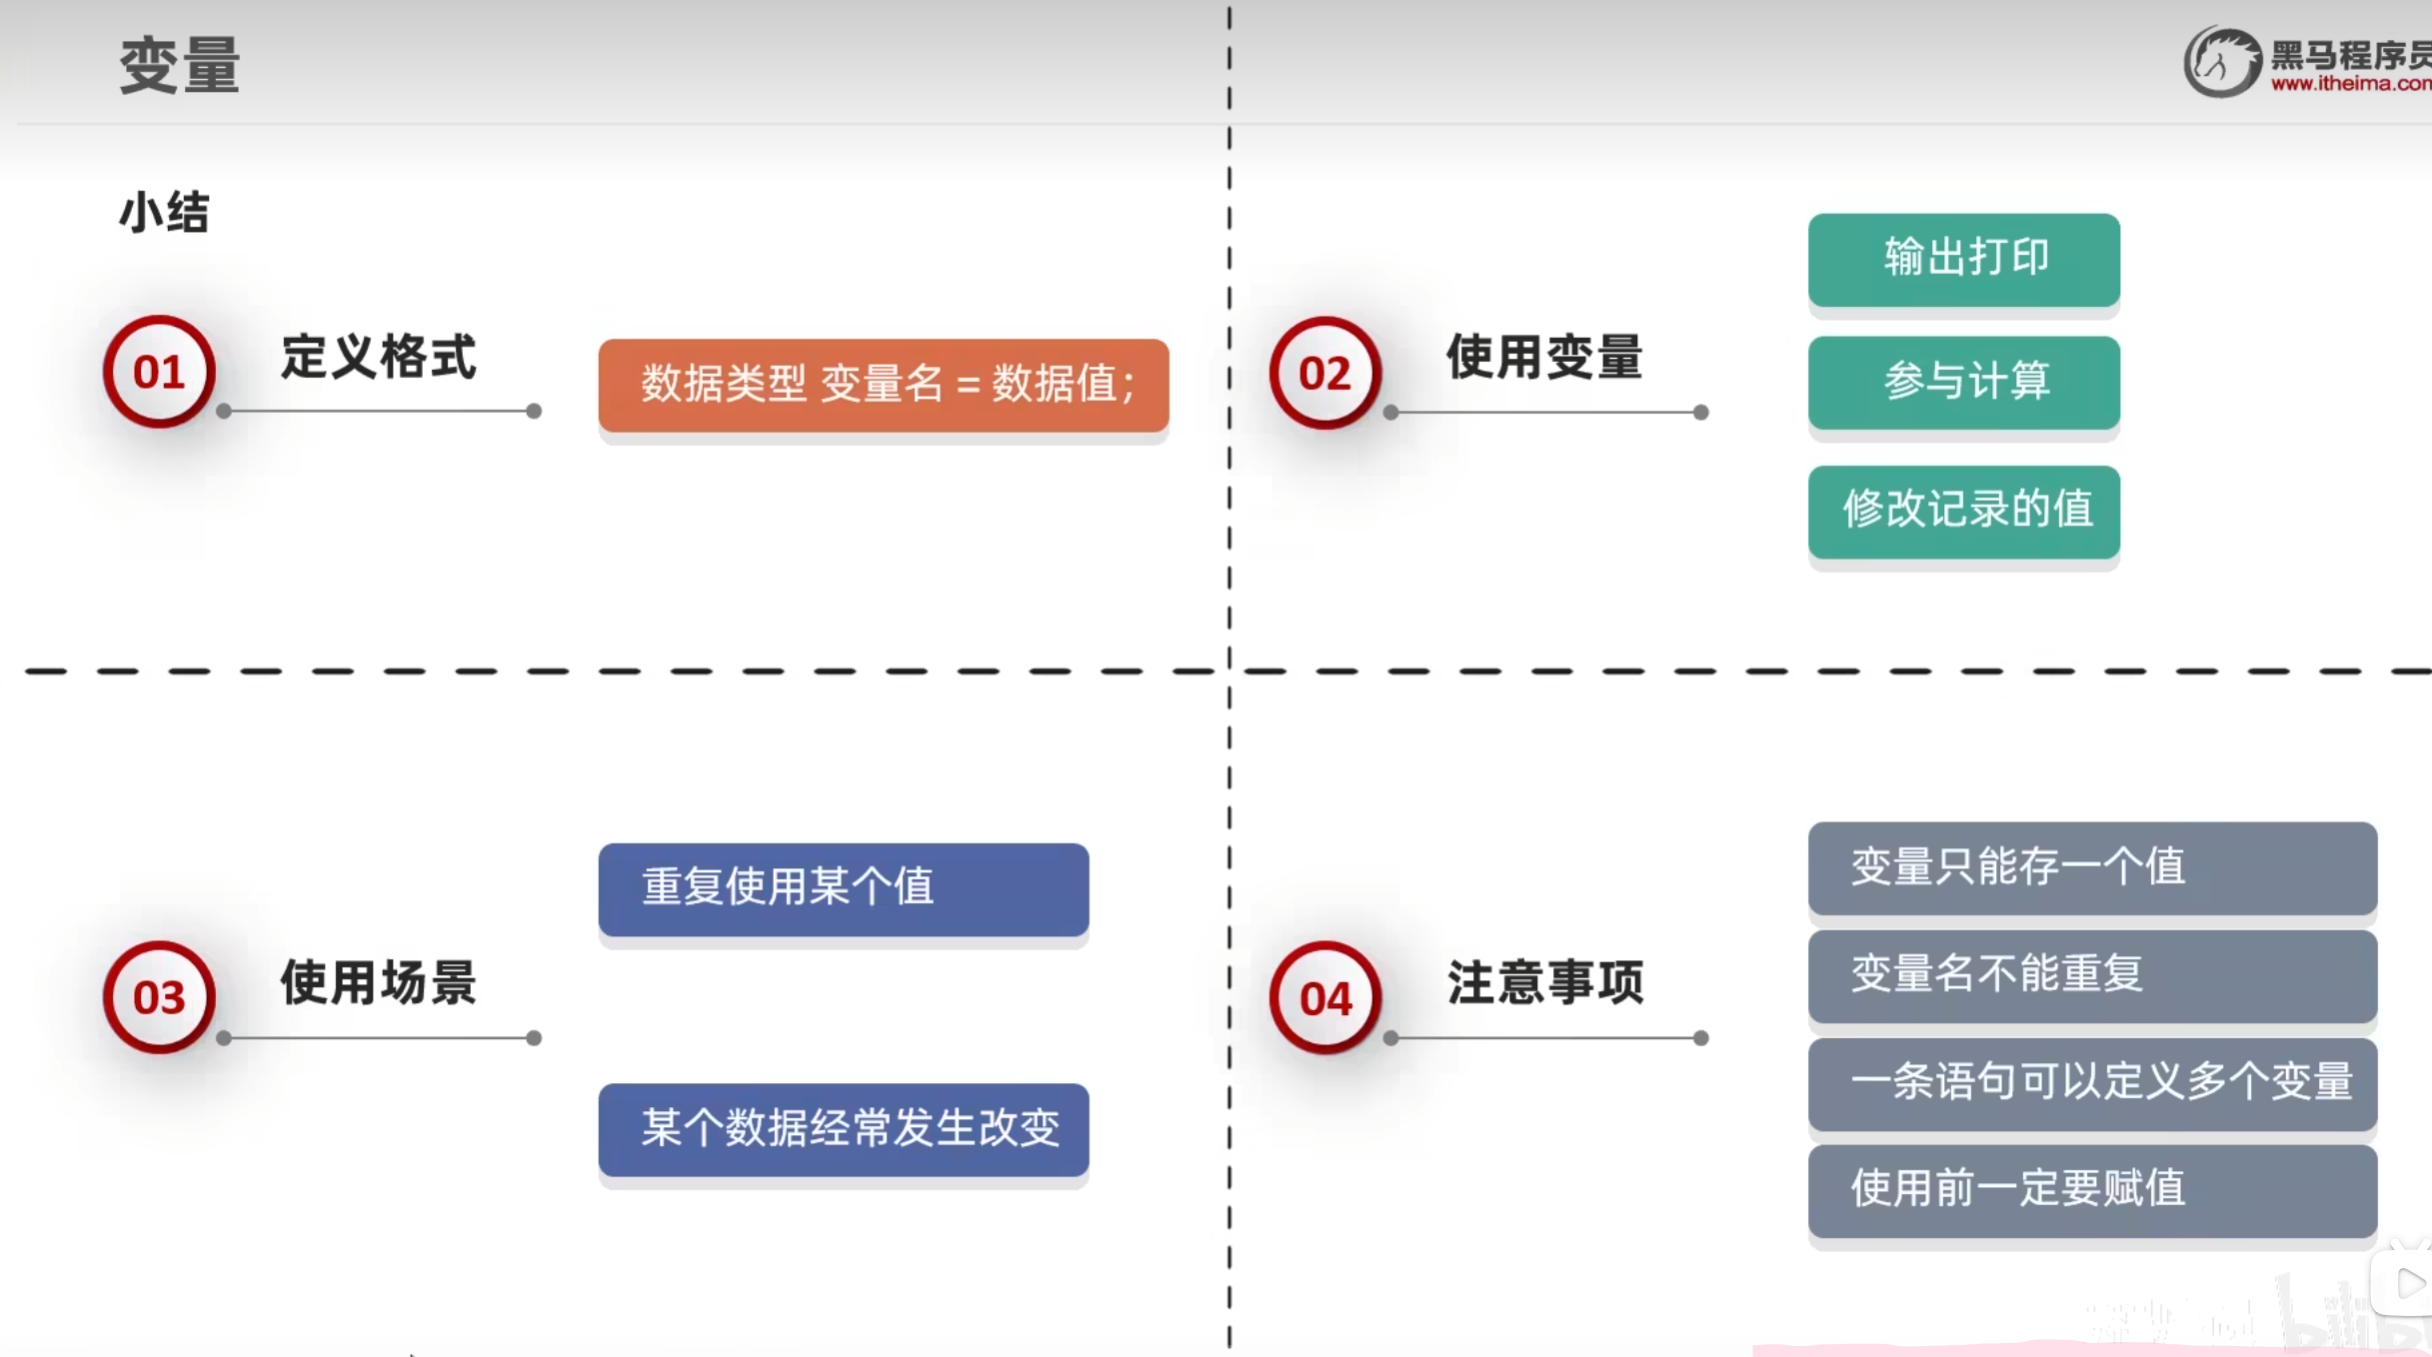 变量
黑马程序员
www.itheima.com
小结
01
定义格式
数据类型 变量名 = 数据值；
02
使用变量
输出打印
参与计算
修改记录的值
03
使用场景
重复使用某个值
某个数据经常发生改变
04
注意事项
变量只能存一个值
变量名不能重复
一条语句可以定义多个变量
使用前一定要赋值